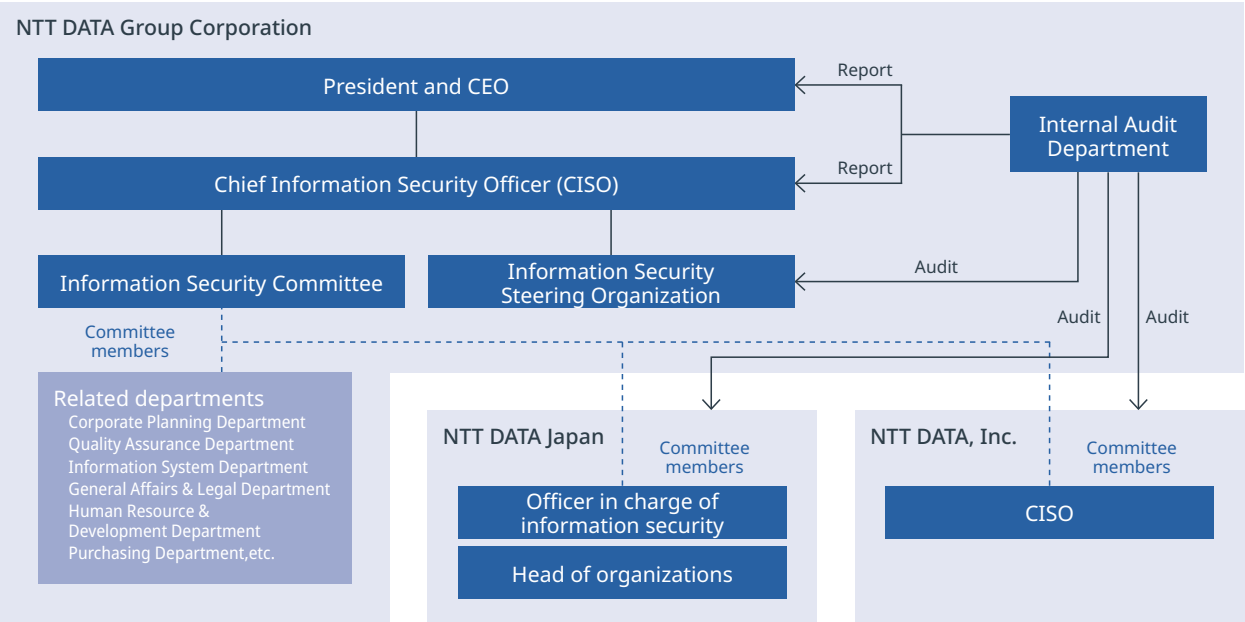 NTT DATA Group Corporation
President and CEO
Report
Internal Audit
Department
Chief Information Security Officer (CISO)
Report
Information Security Committee
Information Security
Steering Organization
Audit
Audit
Audit
Committee
members
Related departments
Corporate Planning Department
Quality Assurance Department
Information System Department
General Affairs & Legal Department
Human Resource &
Development Department
Purchasing Department,etc.
NTT DATA Japan
Committee
members
Officer in charge of
information security
Head of organizations
NTT DATA, Inc.
Committee
members
CISO